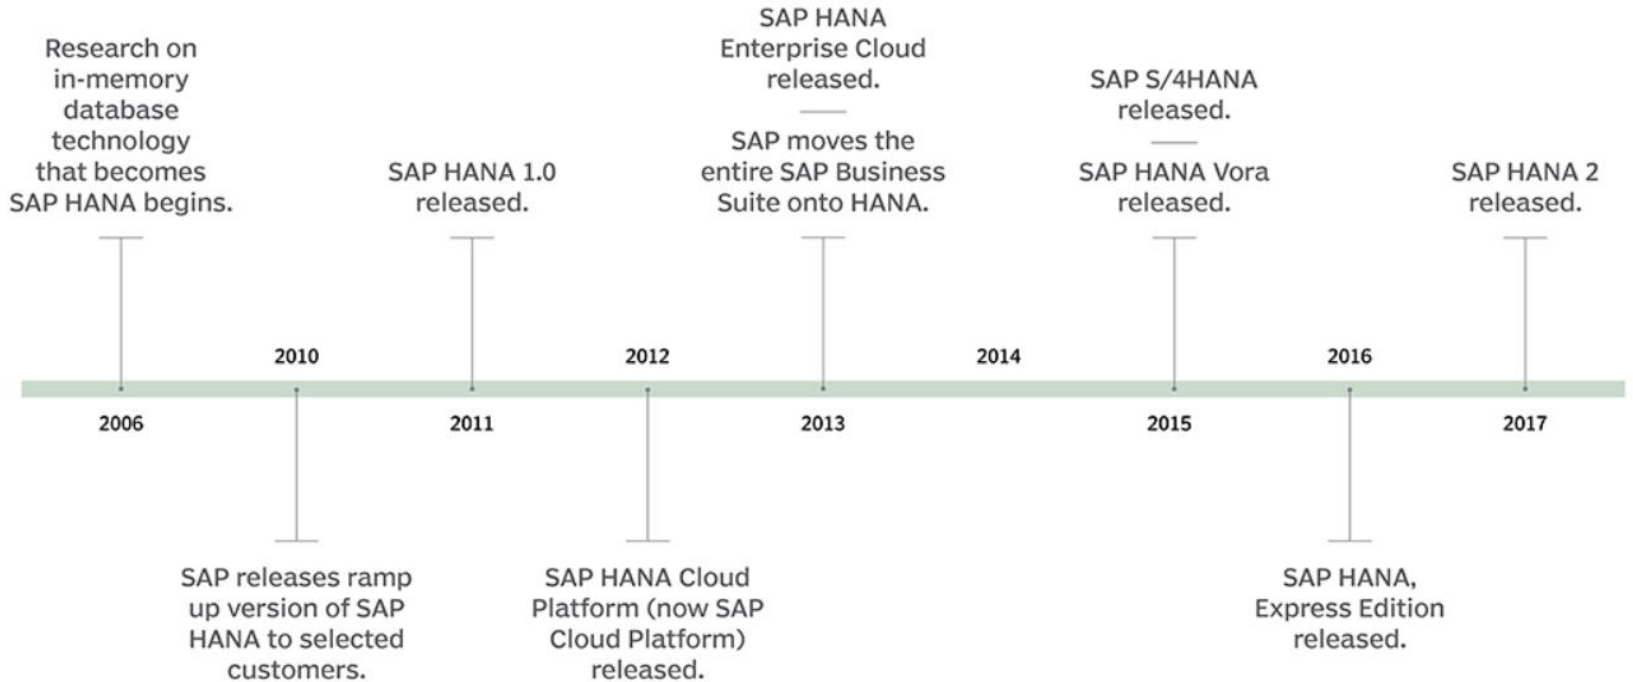 Research on
in-memory
database
technology
that becomes
SAP HANA begins.
SAP HANA 1.0
released.
SAP HANA
Enterprise Cloud
released.
SAP moves the
entire SAP Business
Suite onto HANA.
SAP S/4HANA
released.
SAP HANA Vora
released.
SAP HANA 2
released.
2010
2012
2014
2016
2006
2011
2013
2015
2017
SAP releases ramp
up version of SAP
HANA to selected
customers.
SAP HANA Cloud
Platform (now SAP
Cloud Platform)
released.
SAP HANA,
Express Edition
released.